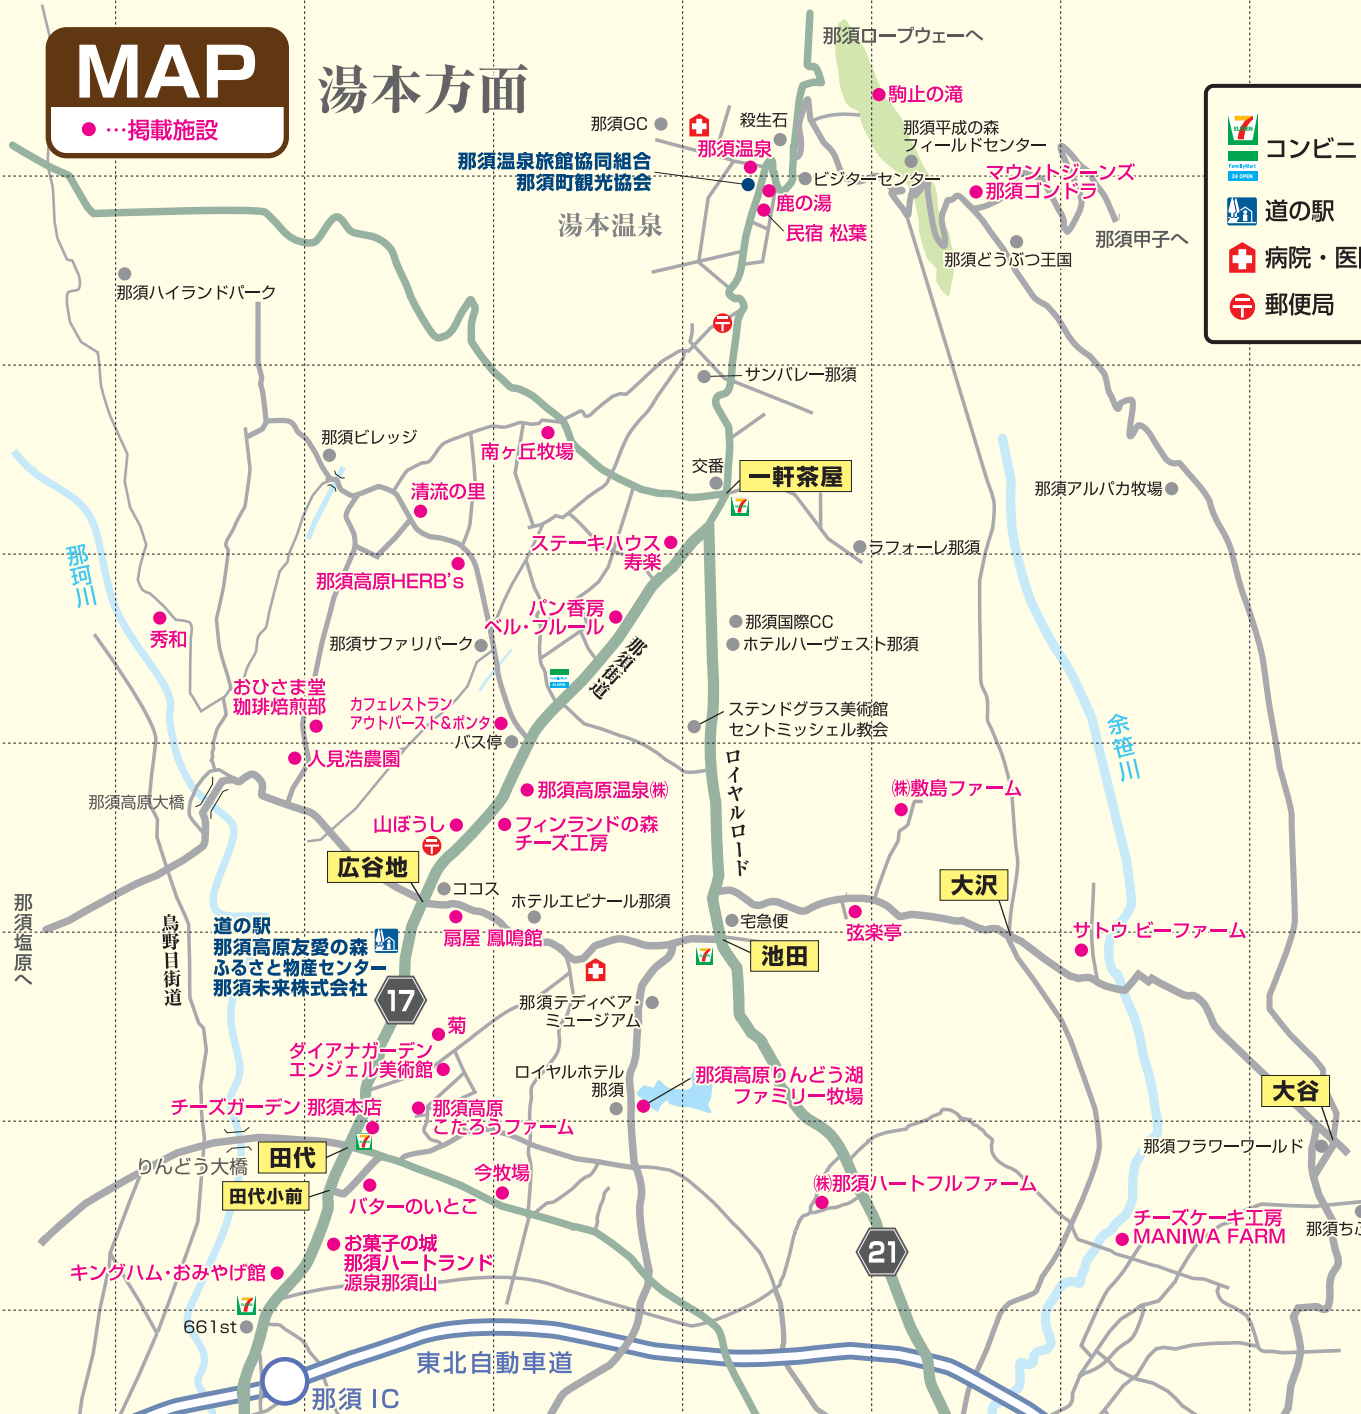 MAP
●…掲載施設
湯本方面
那須ロープウェーへ
駒止の滝
那須GC
殺生石
那須温泉
那須平成の森
フィールドセンター
那須温泉旅館協同組合
那須町観光協会
ビジターセンター
マウントジーンズ
那須ゴンドラ
鹿の湯
民宿 松葉
湯本温泉
那須甲子へ
那須どうぶつ王国
コンビニ
道の駅
病院・医
郵便局
那須ハイランドパーク
サンバレー那須
那須ビレッジ
南ヶ丘牧場
交番
一軒茶屋
清流の里
那須アルパカ牧場
ステーキハウス
寿楽
ラフォーレ那須
那須高原HERB's
那珂川
パン香房
ベル・フルール
那須国際CC
ホテルハーヴェスト那須
秀和
那須サファリパーク
那須街道
おひさま堂
珈琲焙煎部
カフェレストラン
アウトバースト&ポンタ
バス停
ステンドグラス美術館
セントミッシェル教会
余笹川
人見浩農園
ロイヤルロード
那須高原大橋
那須高原温泉㈱
㈱敷島ファーム
山ぼうし
フィンランドの森
チーズ工房
広谷地
ココス
ホテルエピナール那須
大沢
那須塩原へ
鳥野目街道
道の駅
那須高原友愛の森
ふるさと物産センター
那須未来株式会社
扇屋 鳳鳴館
宅急便
弦楽亭
サトウ ビーファーム
池田
17
那須テディベア・
ミュージアム
菊
ダイアナガーデン
エンジェル美術館
ロイヤルホテル
那須
那須高原りんどう湖
ファミリー牧場
大谷
チーズガーデン 那須本店
那須高原
こたろうファーム
那須フラワーワールド
りんどう大橋
田代
田代小前
今牧場
バターのいとこ
㈱那須ハートフルファーム
チーズケーキ工房
MANIWA FARM
那須ち
21
お菓子の城
那須ハートランド
源泉那須山
キングハム・おみやげ館
661st
東北自動車道
那須 IC